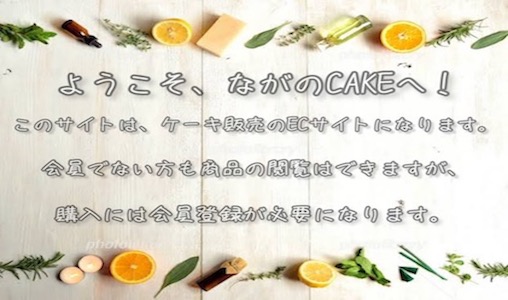 ようこそ、ながのCAKEへ！
このサイトは、ケーキ販売のECサイトになります。
会員でない方も商品の閲覧はできますが、
購入には会員登録が必要になります。